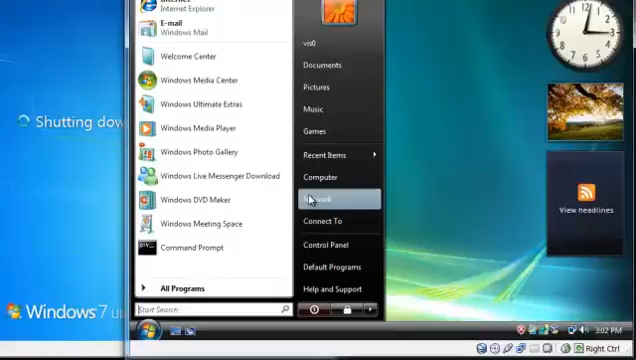 Internet
Internet Explorer
E-mail
Windows Mail
Welcome Center
Windows Media Center
Windows Ultimate Extras
Windows Media Player
Windows Photo Gallery
Windows Live Messenger Download
Windows DVD Maker
Windows Meeting Space
Command Prompt
All Programs
Start Search
vis0
Documents
Pictures
Music
Games
Recent Items
Computer
Network
Connect To
Control Panel
Default Programs
Help and Support
Shutting dow
Windows 7 ul
View headlines
3:02 PM
Right Ctrl